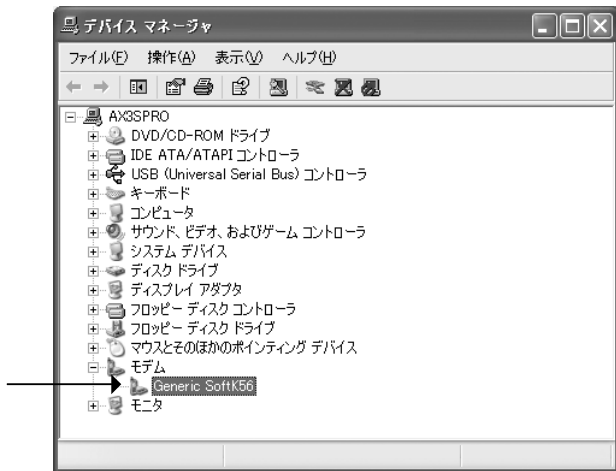 デバイス マネージャ
ファイル(F) 操作(A) 表示(V) ヘルプ(H)
AX3SPRO
DVD/CD-ROM ドライブ
IDE ATA/ATAPI コントローラ
USB (Universal Serial Bus) コントローラ
キーボード
コンピュータ
サウンド、ビデオ、およびゲーム コントローラ
システム デバイス
ディスク ドライブ
ディスプレイ アダプタ
フロッピー ディスク コントローラ
フロッピー ディスク ドライブ
マウスとそのほかのポインティング デバイス
モデム
Generic SoftK56
モニタ